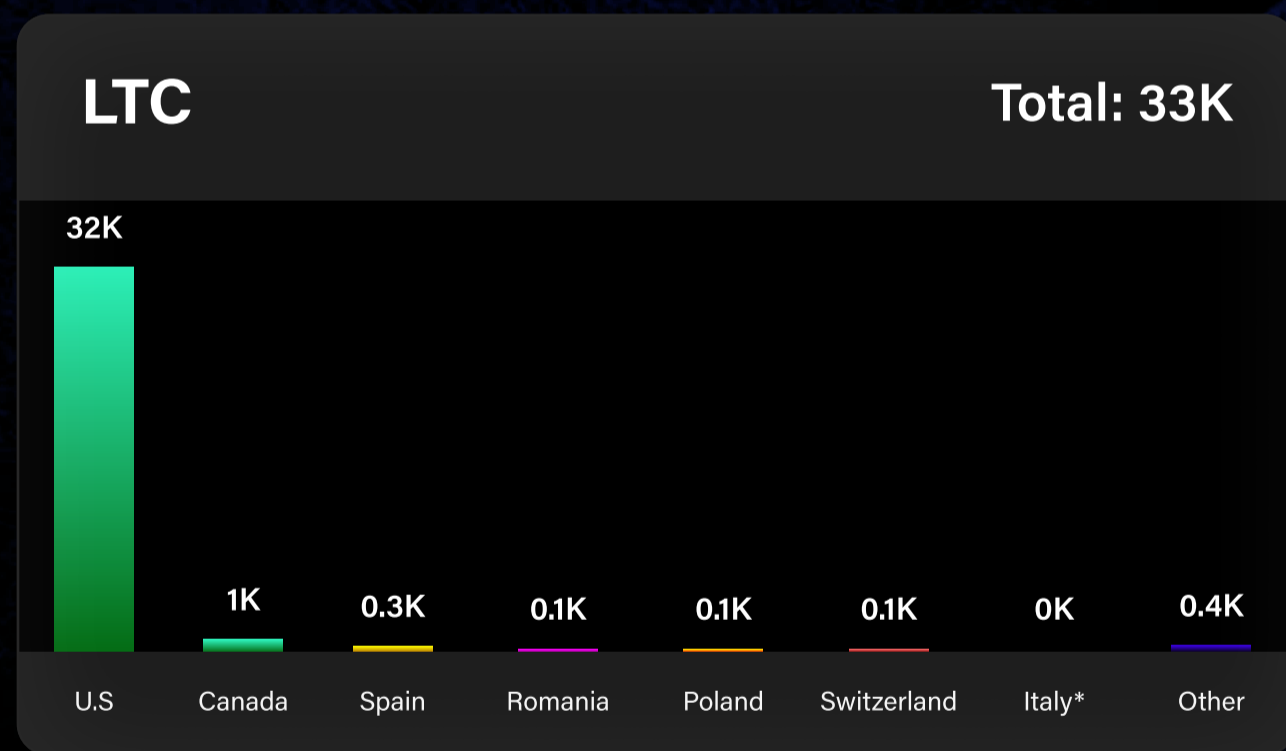 LTC
Total: 33K
32K
1K
0.3K
0.1K
0.1K
0.1K
0K
0.4K
U.S
Canada
Spain
Romania
Poland
Switzerland
Italy*
Other